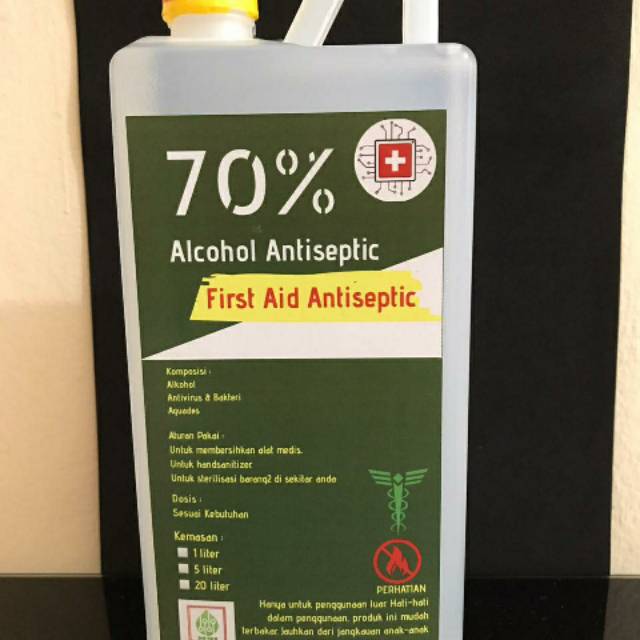 70%
Alcohol Antiseptic
First Aid Antiseptic
Komposisi :
Alkohol
Antivirus & Bakteri
Aquades
Aturan Pakai :
Untuk membersihkan alat medis.
Untuk handsanitizer
Untuk sterilisasi barang2 di sekitar anda
Dosis :
Sesuai Kebutuhan
Kemasan :
1 liter
5 liter
20 liter
PERHATIAN
Hanya untuk penggunaan luar Hati-hati
dalam penggunaan, produk ini mudah
terbakar. Jauhkan dari jangkauan anak-anak